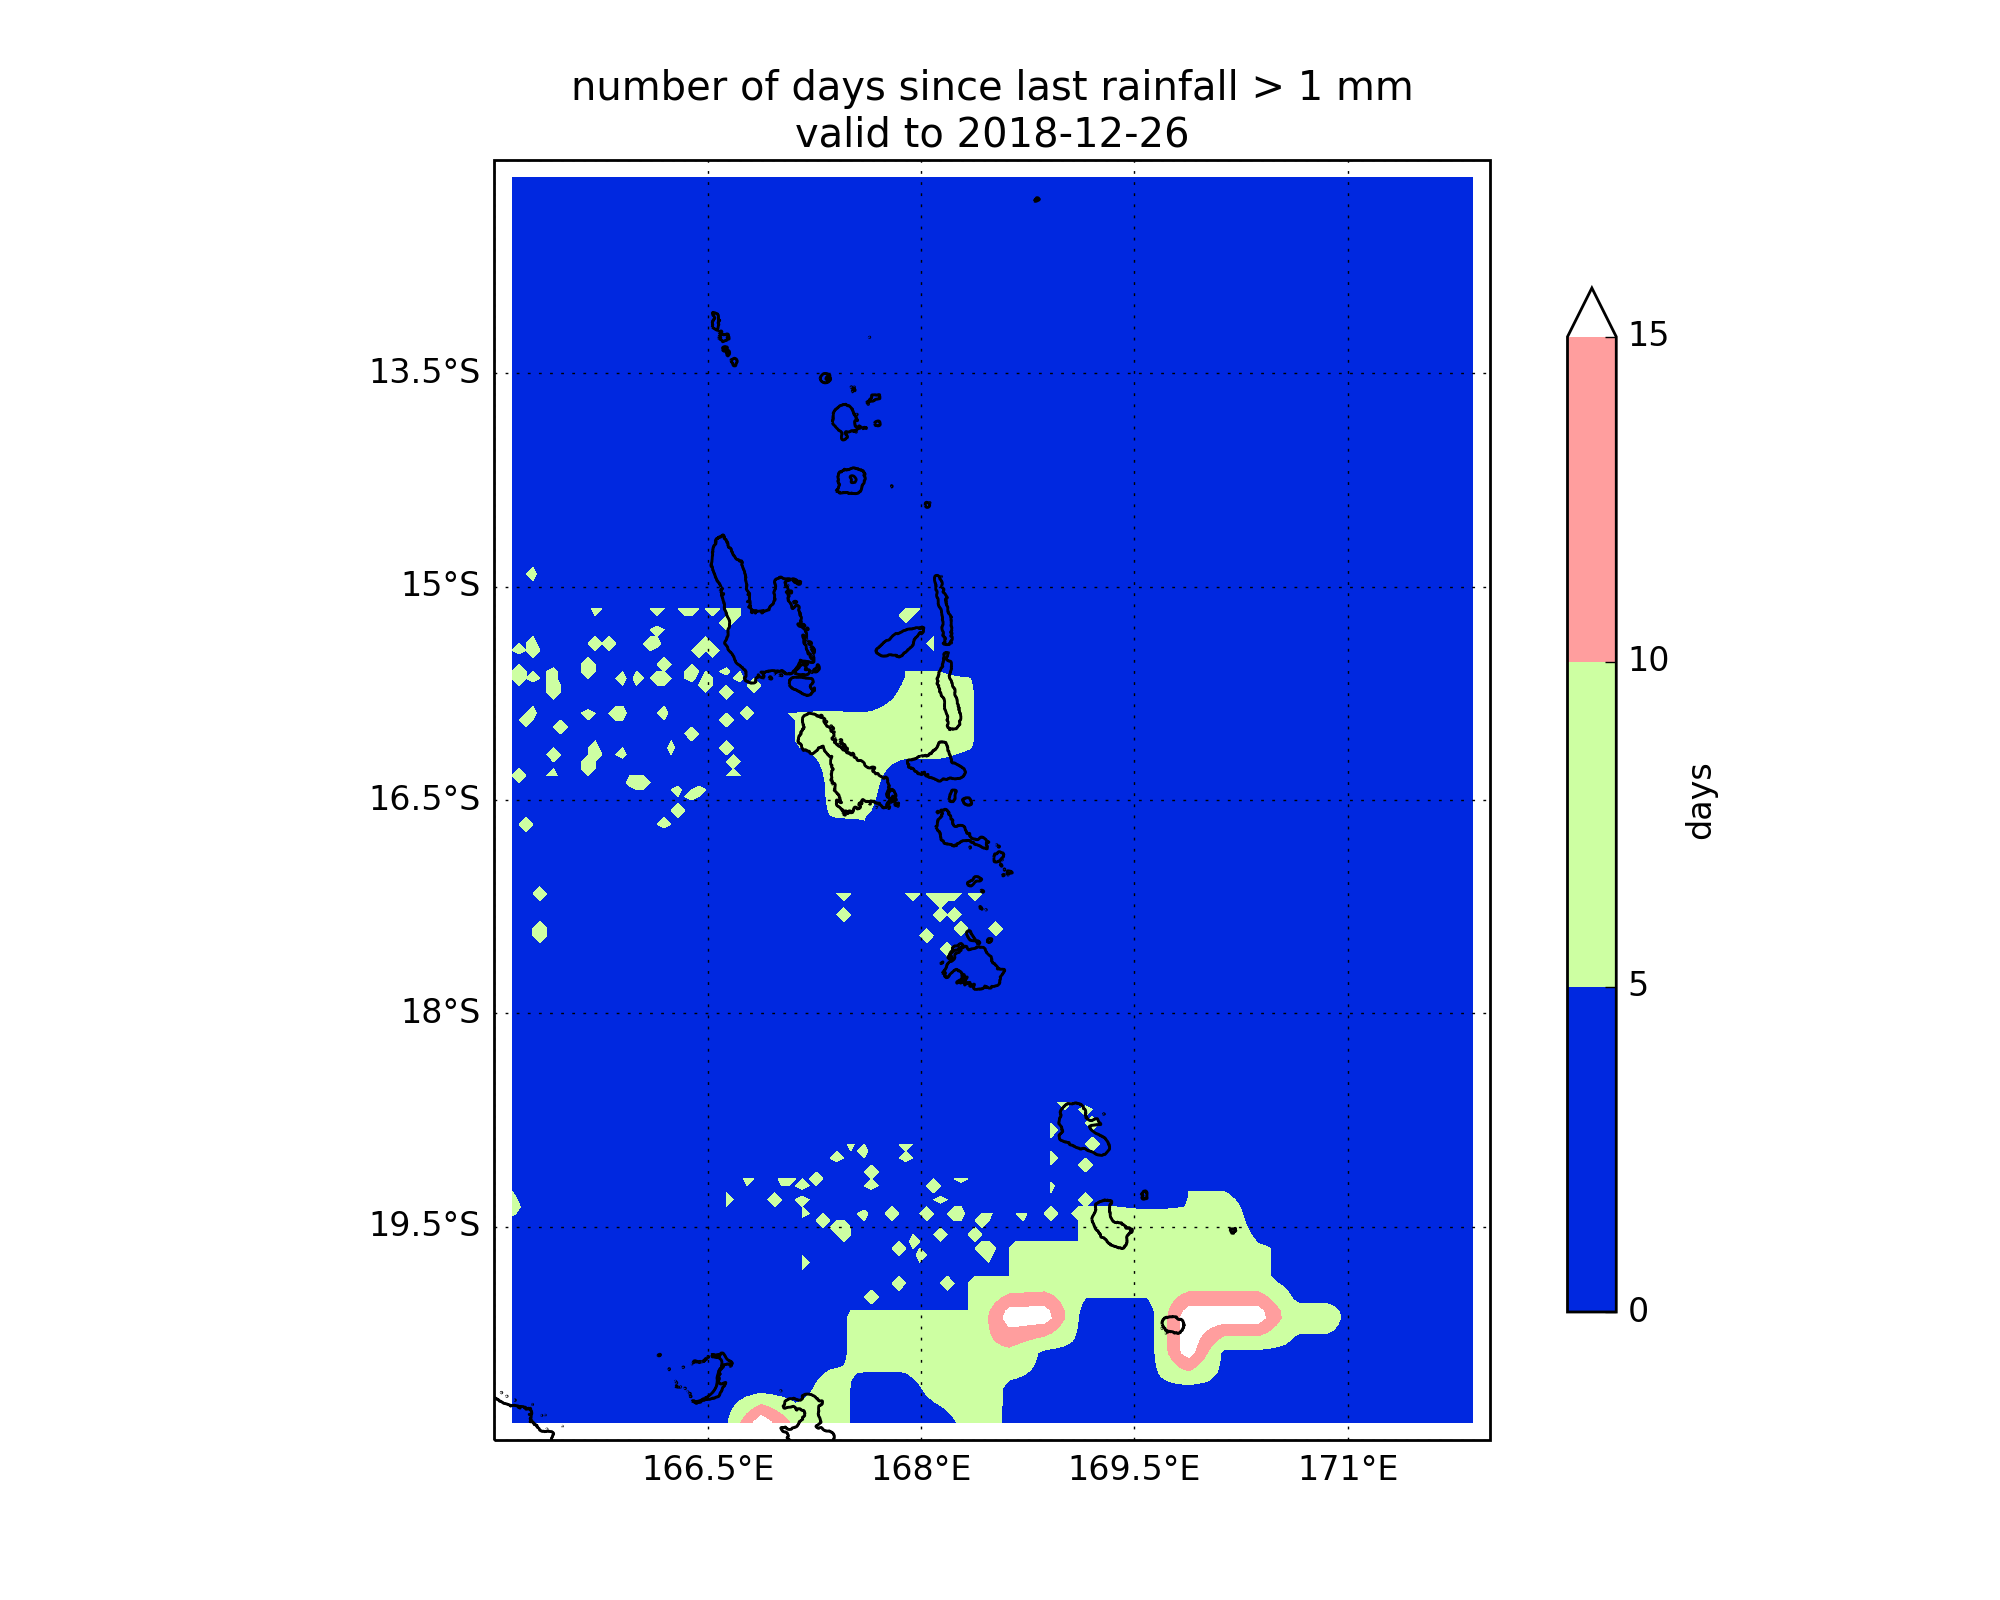 number of days since last rainfall > 1 mm
valid to 2018-12-26
13.5°S
15°S
16.5°S
18°S
19.5°S
166.5°E
168°E
169.5°E
171°E
15
10
5
0
days